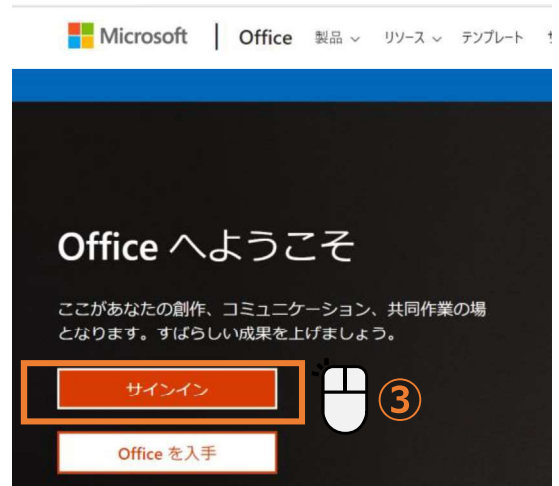 Microsoft | Office 製品 リソース テンプレート
Office へようこそ
ここがあなたの創作、コミュニケーション、共同作業の場
となります。すばらしい成果を上げましょう。
サインイン
③
Office を入手